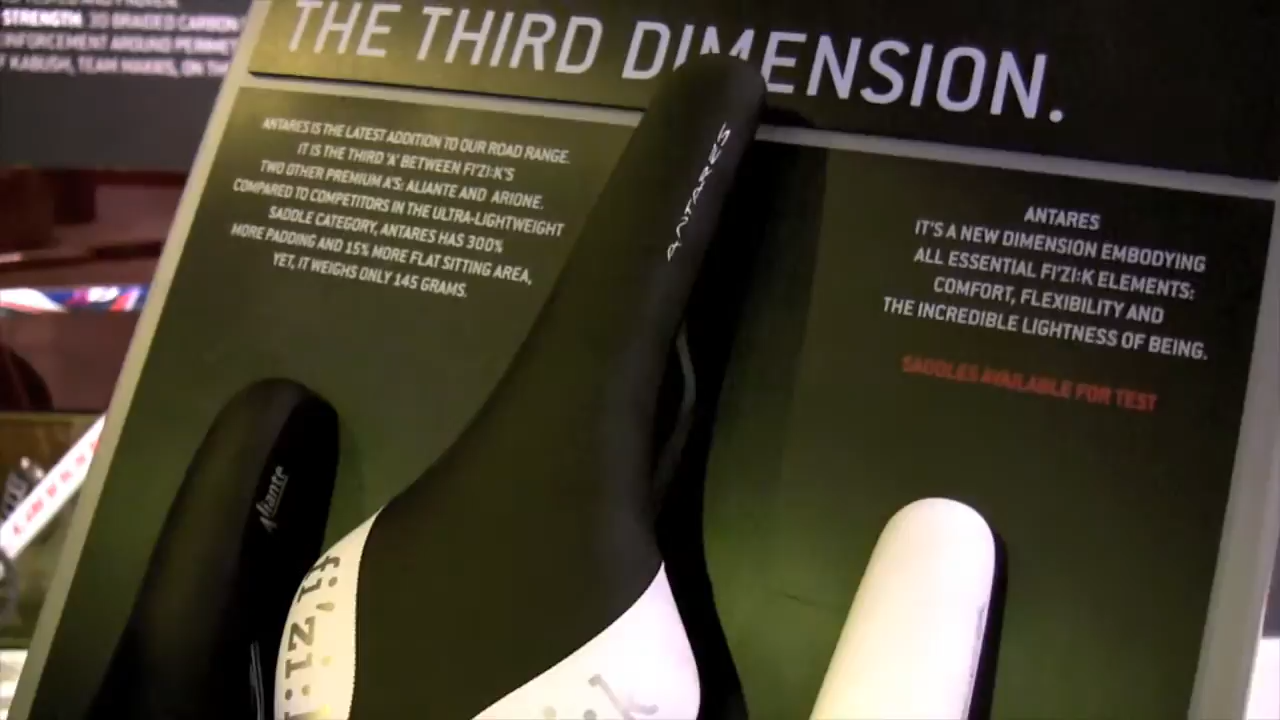 STRENGTH. 3D BRAIDED CARBON
THE THIRD DIMENSION.
ANTARES IS THE LATEST ADDITION TO OUR ROAD RANGE.
IT IS THE THIRD 'A' BETWEEN FI'ZI:K'S
TWO OTHER PREMIUM A'S: ALIANTE AND ARIONE.
COMPARED TO COMPETITORS IN THE ULTRA-LIGHTWEIGHT
SADDLE CATEGORY, ANTARES HAS 300%
MORE PADDING AND 15% MORE FLAT SITTING AREA,
YET, IT WEIGHS ONLY 145 GRAMS.
ANTARES
ANTARES
IT'S A NEW DIMENSION EMBODYING
ALL ESSENTIAL FI'ZI:K ELEMENTS:
COMFORT, FLEXIBILITY AND
THE INCREDIBLE LIGHTNESS OF BEING.
SADDLES AVAILABLE FOR TEST
Aliante
fi'zi: